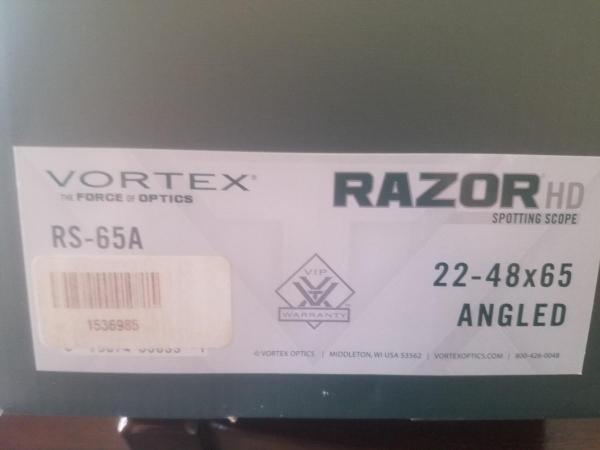 VORTEX®
THE FORCE OF OPTICS
RAZOR HD
SPOTTING SCOPE
RS-65A
1536985
VIP
WARRANTY
22-48x65
ANGLED
© VORTEX OPTICS | MIDDLETON, WI USA 53562 | VORTEXOPTICS.COM | 800-426-0048